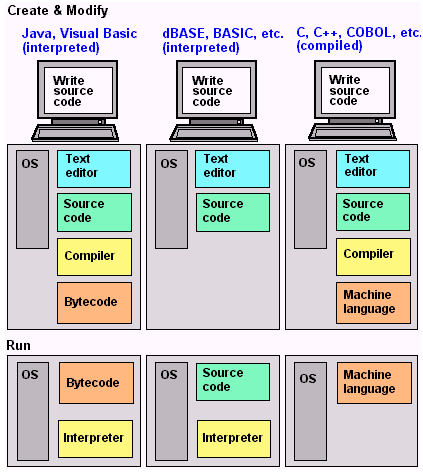 Create & Modify
Java, Visual Basic
(interpreted)
dBASE, BASIC, etc.
(interpreted)
C, C++, COBOL, etc.
(compiled)
Write
source
code
Write
source
code
Write
source
code
OS
Text
editor
Source
code
Compiler
Bytecode
OS
Text
editor
Source
code
OS
Text
editor
Source
code
Compiler
Machine
language
Run
OS
Bytecode
Interpreter
OS
Source
code
Interpreter
OS
Machine
language